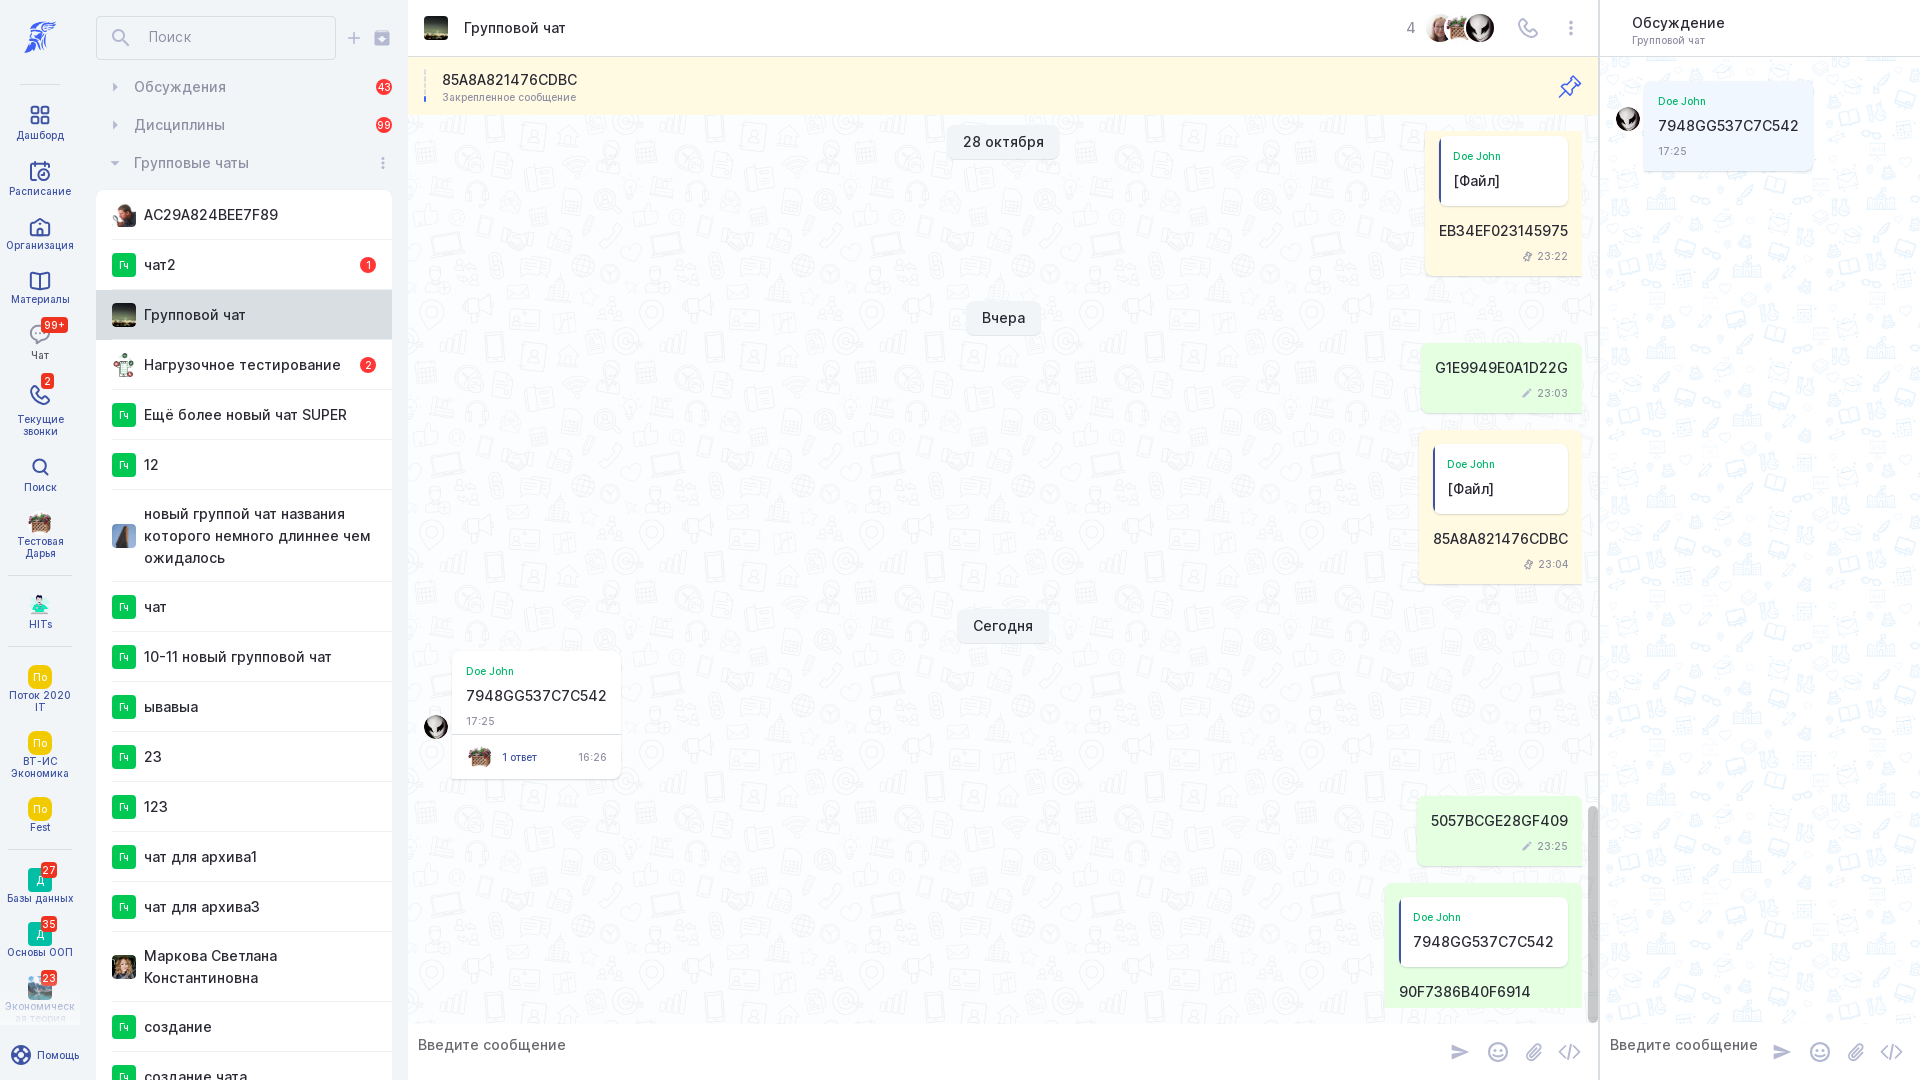 Дашборд
Расписание
Организация
Материалы
99+
Чат
2
Текущие
звонки
Поиск
Тестовая
Дарья
HITs
По
Поток 2020
IT
По
ВТ-ИС
Экономика
По
Fest
27
Д
Базы данных
35
Д
Основы ООП
23
Экономическ
ая теория
Помощь
Поиск
Обсуждения
43
Дисциплины
99
Групповые чаты
AC29A824BEE7F89
Гч
чат2
1
Групповой чат
Нагрузочное тестирование
2
Гч
Ещё более новый чат SUPER
Гч
12
новый группой чат названия
которого немного длиннее чем
ожидалось
Гч
чат
Гч
10-11 новый групповой чат
Гч
ывавыа
Гч
23
Гч
123
Гч
чат для архива1
Гч
чат для архива3
Маркова Светлана
Константиновна
Гч
создание
Гч
создание чата
Групповой чат
4
85A8A821476CDBC
Закрепленное сообщение
28 октября
Doe John
[Файл]
EB34EF023145975
23:22
Вчера
G1E9949E0A1D22G
23:03
Doe John
[Файл]
85A8A821476CDBC
23:04
Сегодня
Doe John
7948GG537C7C542
17:25
1 ответ
16:26
5057BCGE28GF409
23:25
Doe John
7948GG537C7C542
90F7386B40F6914
Введите сообщение
Обсуждение
Групповой чат
Doe John
7948GG537C7C542
17:25
Введите сообщение